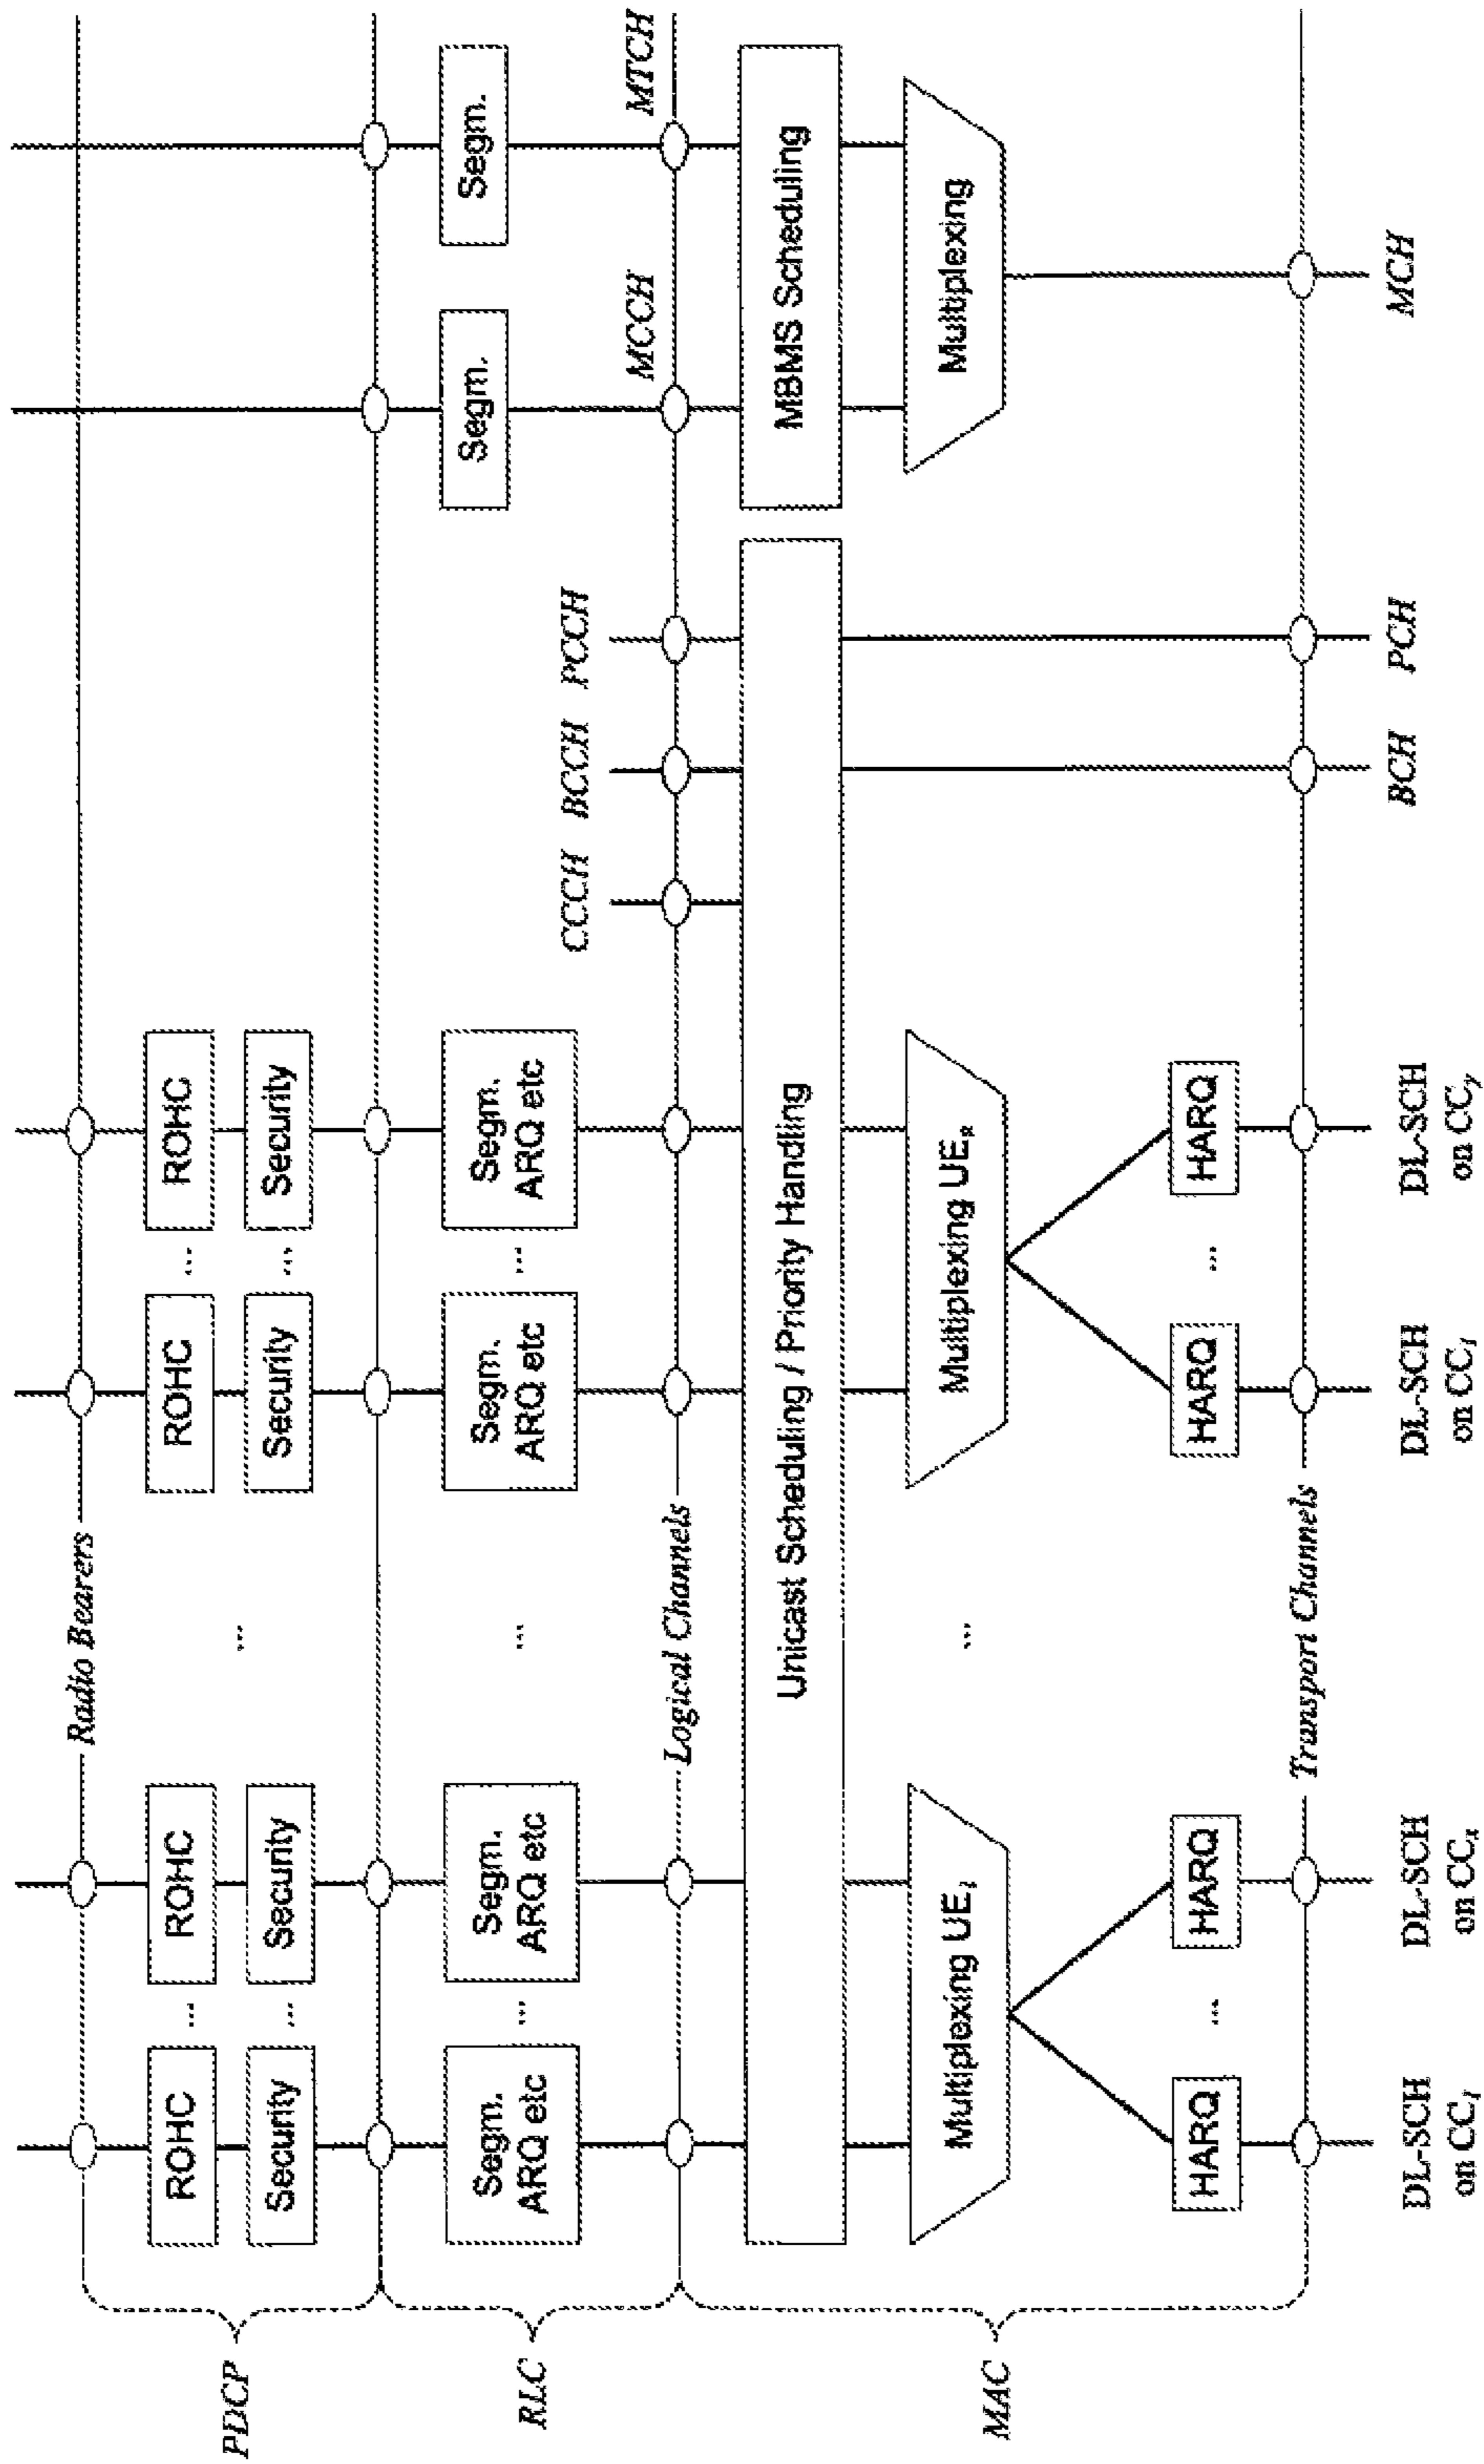 Radio Bearers
PDCP
ROHC ... ROHC
...
ROHC ... ROHC
Security ... Security
Security ... Security
RLC
Segm.
ARQ etc
...
Segm.
ARQ etc
...
Segm.
ARQ etc
...
Segm.
ARQ etc
Segm.
Segm.
Logical Channels
CCCH BCCH PCCH
MCCH
MTCH
MAC
Unicast Scheduling / Priority Handling
MBMS Scheduling
Multiplexing UE1
...
Multiplexing UEn
Multiplexing
HARQ ... HARQ
HARQ ... HARQ
Transport Channels
DL-SCH
on CC1
DL-SCH
on CCx
DL-SCH
on CC1
DL-SCH
on CCy
BCH
PCH
MCH